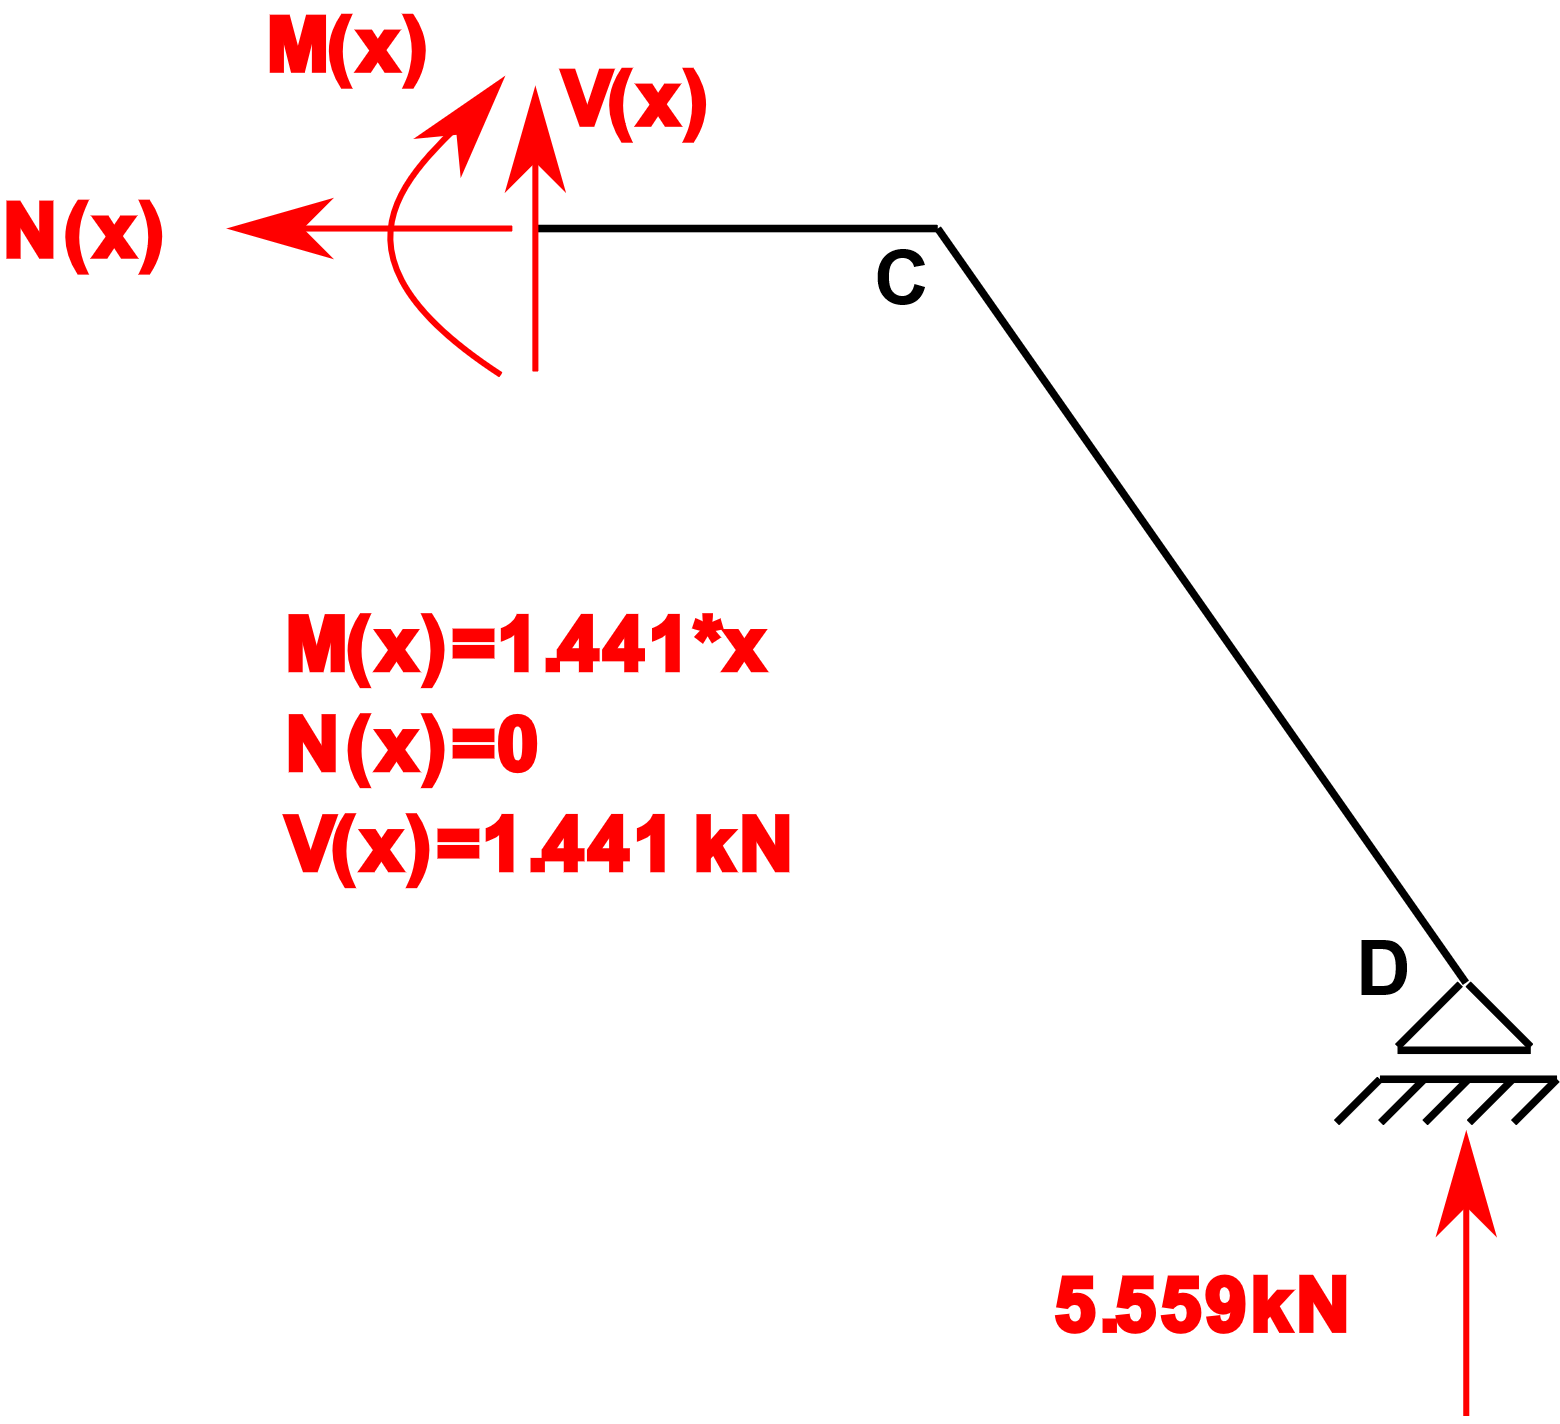 M(x)
V(x)
N(x)
C
M(x)=1.441*x
N(x)=0
V(x)=1.441 kN
D
5.559kN